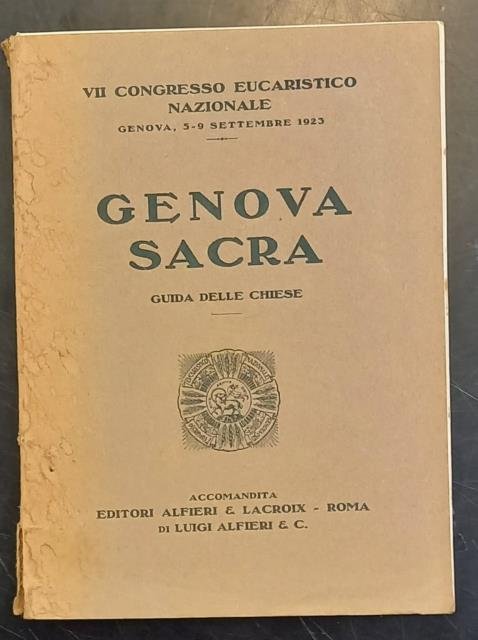 VII CONGRESSO EUCARISTICO
NAZIONALE
GENOVA, 5-9 SETTEMBRE 1923
GENOVA
SACRA
GUIDA DELLE CHIESE
ACCOMANDITA
EDITORI ALFIERI & LACROIX - ROMA
DI LUIGI ALFIERI & C.